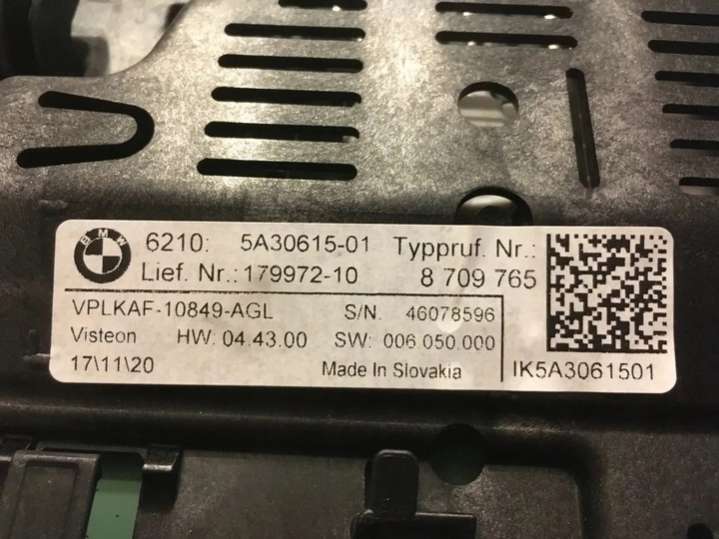 BMW
6210: 5A30615-01 Typpruf. Nr.:
Lief. Nr.:179972-10 8 709 765
VPLKAF-10849-AGL S/N. 46078596
Visteon HW: 04.43.00 SW: 006.050.000
17\11\20 Made In Slovakia IK5A3061501